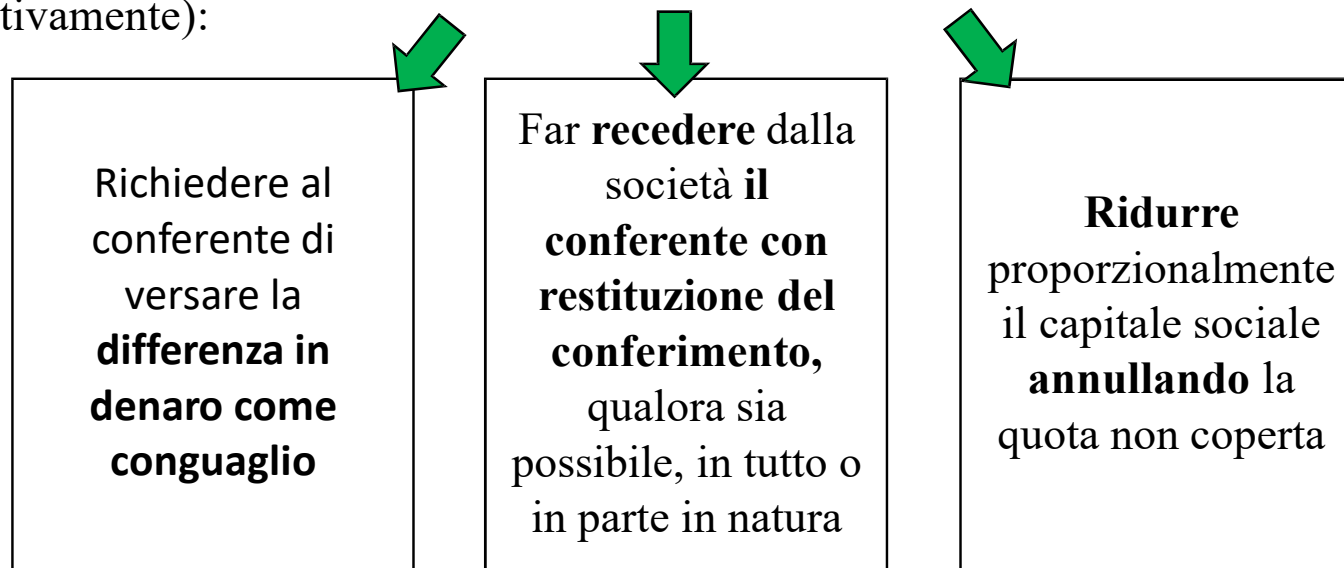 tivamente):
Richiedere al
conferente di
versare la
differenza in
denaro come
conguaglio
Far recedere dalla
società il
conferente con
restituzione del
conferimento,
qualora sia
possibile, in tutto o
in parte in natura
Ridurre
proporzionalmente
il capitale sociale
annullando la
quota non coperta